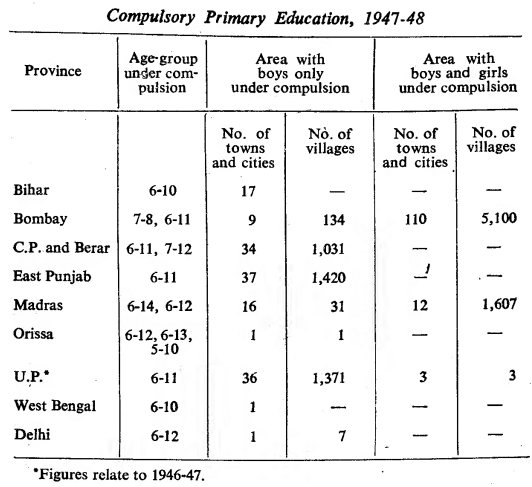 Compulsory Primary Education, 1947-48
Province Age-group under com- pulsion Area with boys only under compulsion Area with boys and girls under compulsion
No. of towns and cities No. of villages No. of towns and cities No. of villages
Bihar 6-10 17 — — —
Bombay 7-8, 6-11 9 134 110 5,100
C.P. and Berar 6-11, 7-12 34 1,031 — —
East Punjab 6-11 37 1,420 — —
Madras 6-14, 6-12 16 31 12 1,607
Orissa 6-12, 6-13, 5-10 1 1 — —
U.P.* 6-11 36 1,371 3 3
West Bengal 6-10 1 — — —
Delhi 6-12 1 7 — —
*Figures relate to 1946-47.